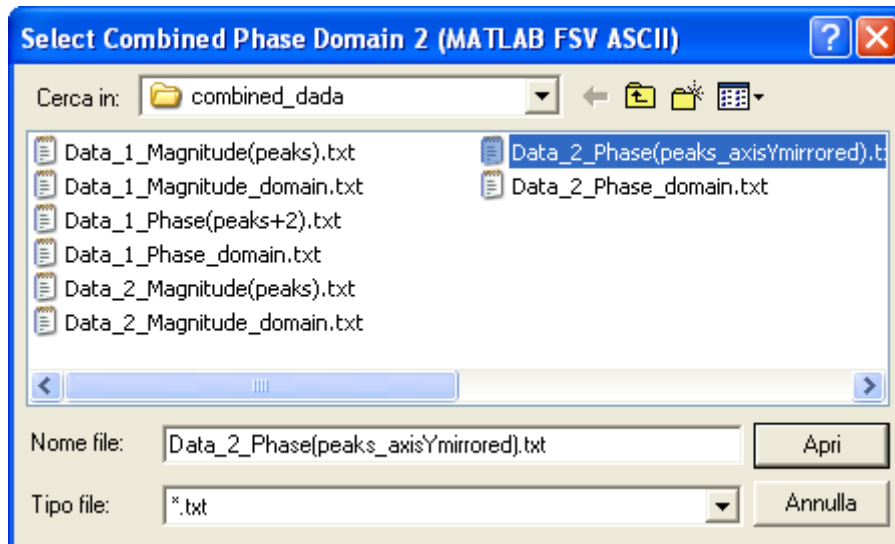 Select Combined Phase Domain 2 (MATLAB FSV ASCII)
Cerca in: combined_dada
Data_1_Magnitude(peaks).txt
Data_1_Magnitude_domain.txt
Data_1_Phase(peaks+2).txt
Data_1_Phase_domain.txt
Data_2_Magnitude(peaks).txt
Data_2_Magnitude_domain.txt
Data_2_Phase(peaks_axisYmirrored).t
Data_2_Phase_domain.txt
Nome file: Data_2_Phase(peaks_axisYmirrored).txt Apri
Tipo file: *.txt Annulla